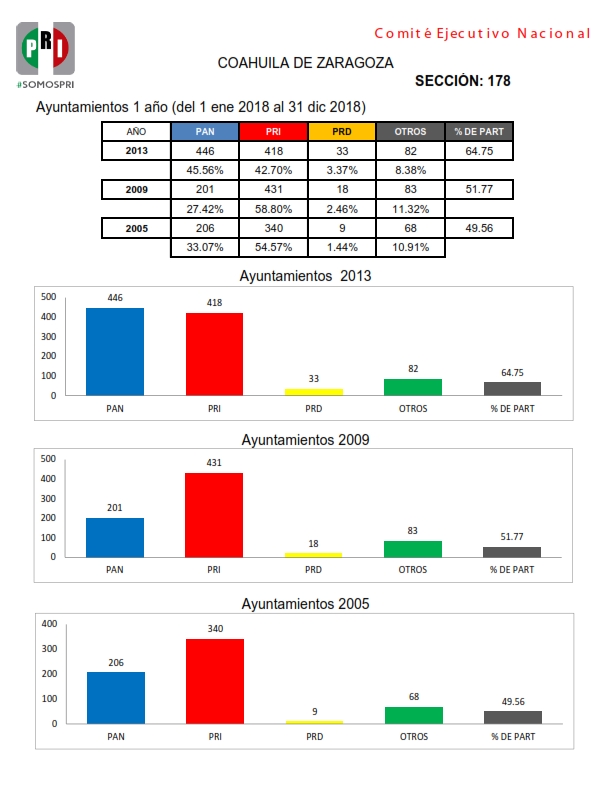 PRI
#SOMOSPRI
Comité Ejecutivo Nacional
COAHUILA DE ZARAGOZA
SECCIÓN: 178
Ayuntamientos 1 año (del 1 ene 2018 al 31 dic 2018)
AÑO PAN PRI PRD OTROS % DE PART
2013 446 418 33 82 64.75
45.56% 42.70% 3.37% 8.38%
2009 201 431 18 83 51.77
27.42% 58.80% 2.46% 11.32%
2005 206 340 9 68 49.56
33.07% 54.57% 1.44% 10.91%
Ayuntamientos 2013
500
400
300
200
100
0
446 418 33 82 64.75
PAN PRI PRD OTROS % DE PART
Ayuntamientos 2009
500
400
300
200
100
0
201 431 18 83 51.77
PAN PRI PRD OTROS % DE PART
Ayuntamientos 2005
400
300
200
100
0
206 340 9 68 49.56
PAN PRI PRD OTROS % DE PART